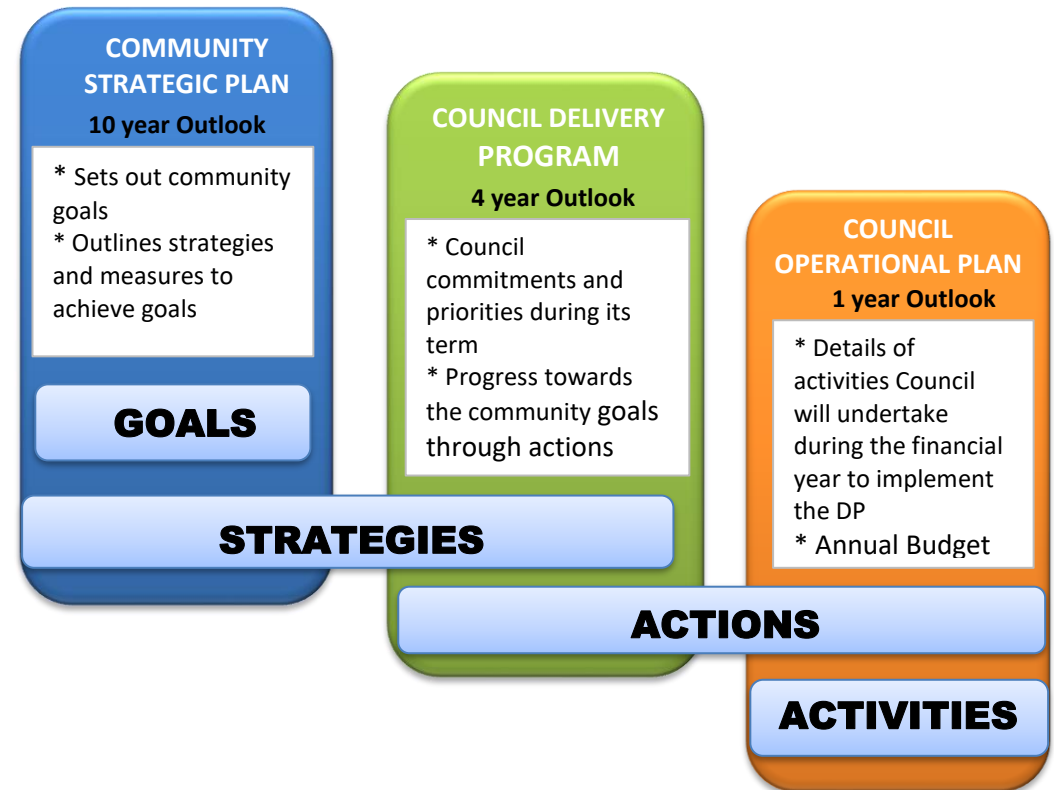 COMMUNITY
STRATEGIC PLAN
10 year Outlook
* Sets out community
goals
* Outlines strategies
and measures to
achieve goals
GOALS
COUNCIL DELIVERY
PROGRAM
4 year Outlook
* Council
commitments and
priorities during its
term
* Progress towards
the community goals
through actions
STRATEGIES
COUNCIL
OPERATIONAL PLAN
1 year Outlook
* Details of
activities Council
will undertake
during the financial
year to implement
the DP
* Annual Budget
ACTIONS
ACTIVITIES